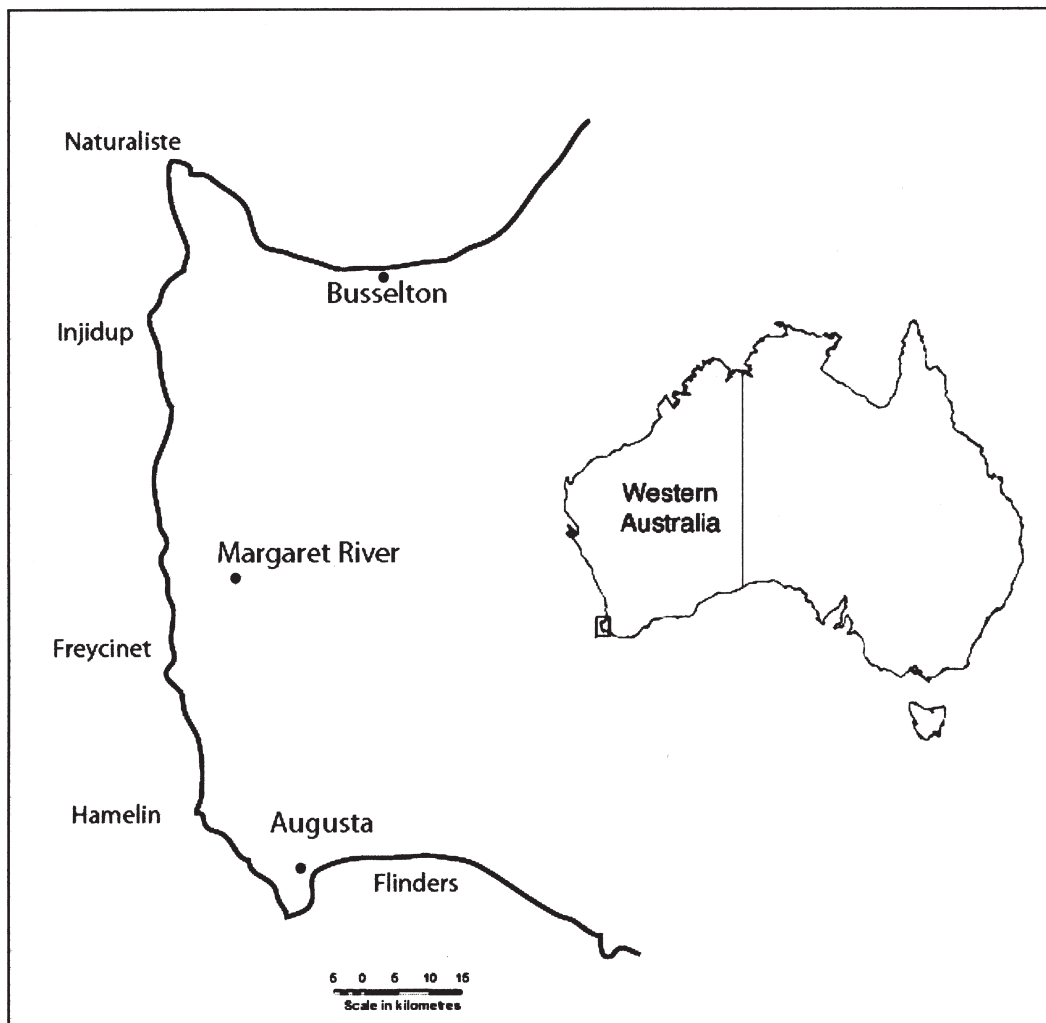 Naturaliste
Busselton
Injidup
Western
Australia
Margaret River
Freycinet
Hamelin
Augusta
Flinders
5 0 5 10 15
Scale in kilometres